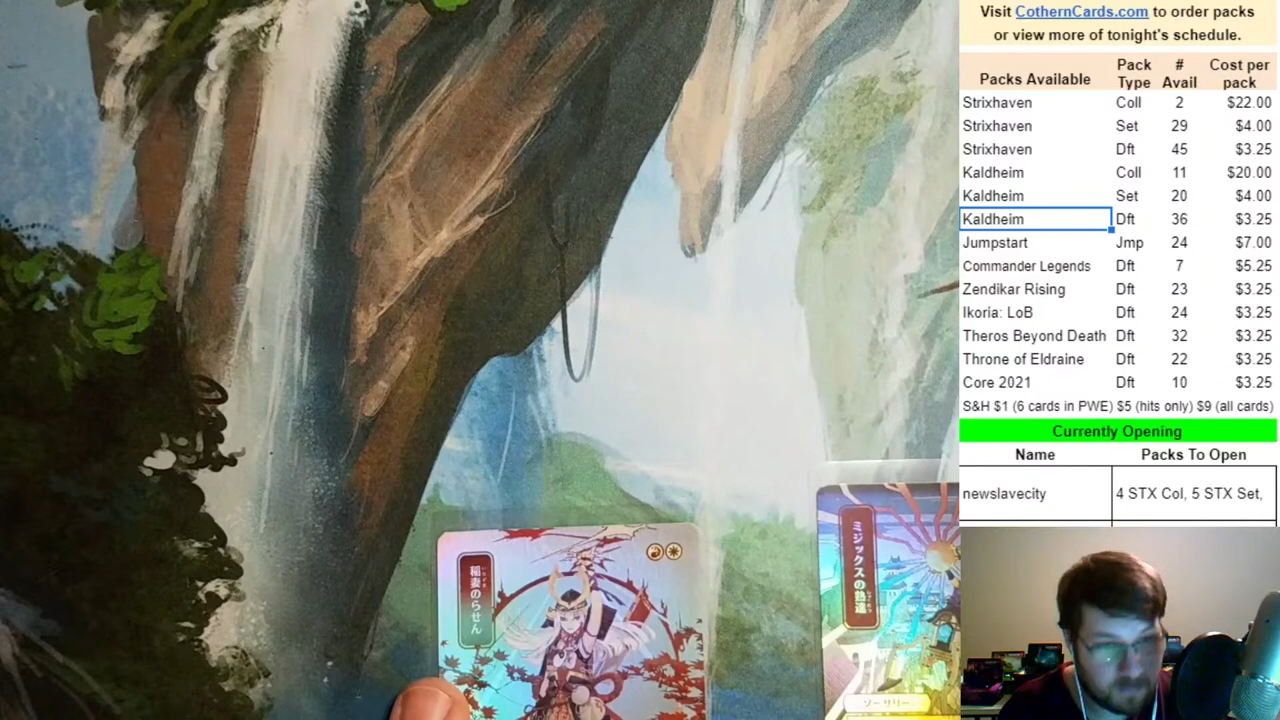 Visit CothernCards.com to order packs
or view more of tonight's schedule.
Packs Available Pack Type # Avail Cost per pack
Strixhaven Coll 2 $22.00
Strixhaven Set 29 $4.00
Strixhaven Dft 45 $3.25
Kaldheim Coll 11 $20.00
Kaldheim Set 20 $4.00
Kaldheim Dft 36 $3.25
Jumpstart Jmp 24 $7.00
Commander Legends Dft 7 $5.25
Zendikar Rising Dft 23 $3.25
Ikoria: LoB Dft 24 $3.25
Theros Beyond Death Dft 32 $3.25
Throne of Eldraine Dft 22 $3.25
Core 2021 Dft 10 $3.25
S&H $1 (6 cards in PWE) $5 (hits only) $9 (all cards)
Currently Opening
Name Packs To Open
newslavecity 4 STX Col, 5 STX Set,
稲妻のらせん
ミジックスの熟達
ソーサリー